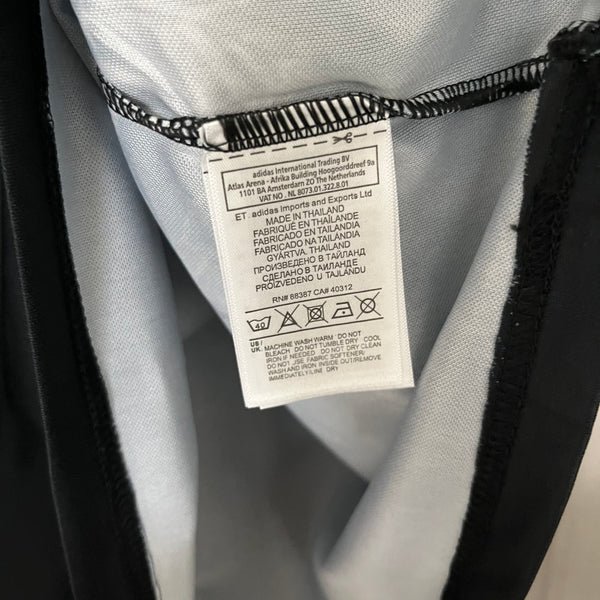 adidas International Trading BV
Atlas Arena - Afrika Building Hoogoorddreef 9a
1101 BA Amsterdam ZO The Netherlands
VAT NO. NL 8073.01.322.8.01
ET. adidas Imports and Exports Ltd
MADE IN THAILAND
FABRIQUÉ EN THAÏLANDE
FABRICADO EN TAILANDIA
FABRICADO NA TAILÂNDIA
GYÁRTVA. THAIFÖLD
ПРОИЗВЕДЕНО В ТАЙЛАНД
СДЕЛАНО В ТАИЛАНДЕ
PROIZVEDENO U TAJLANDU
RN# 88387 CA# 40312
40
US / UK: MACHINE WASH WARM DO NOT
BLEACH DO NOT TUMBLE DRY COOL
IRON IF NEEDED DO NOT DRY CLEAN
DO NOT USE FABRIC SOFTENER/
WASH AND IRON INSIDE OUT/REMOVE
IMMEDIATELY/LINE DRY